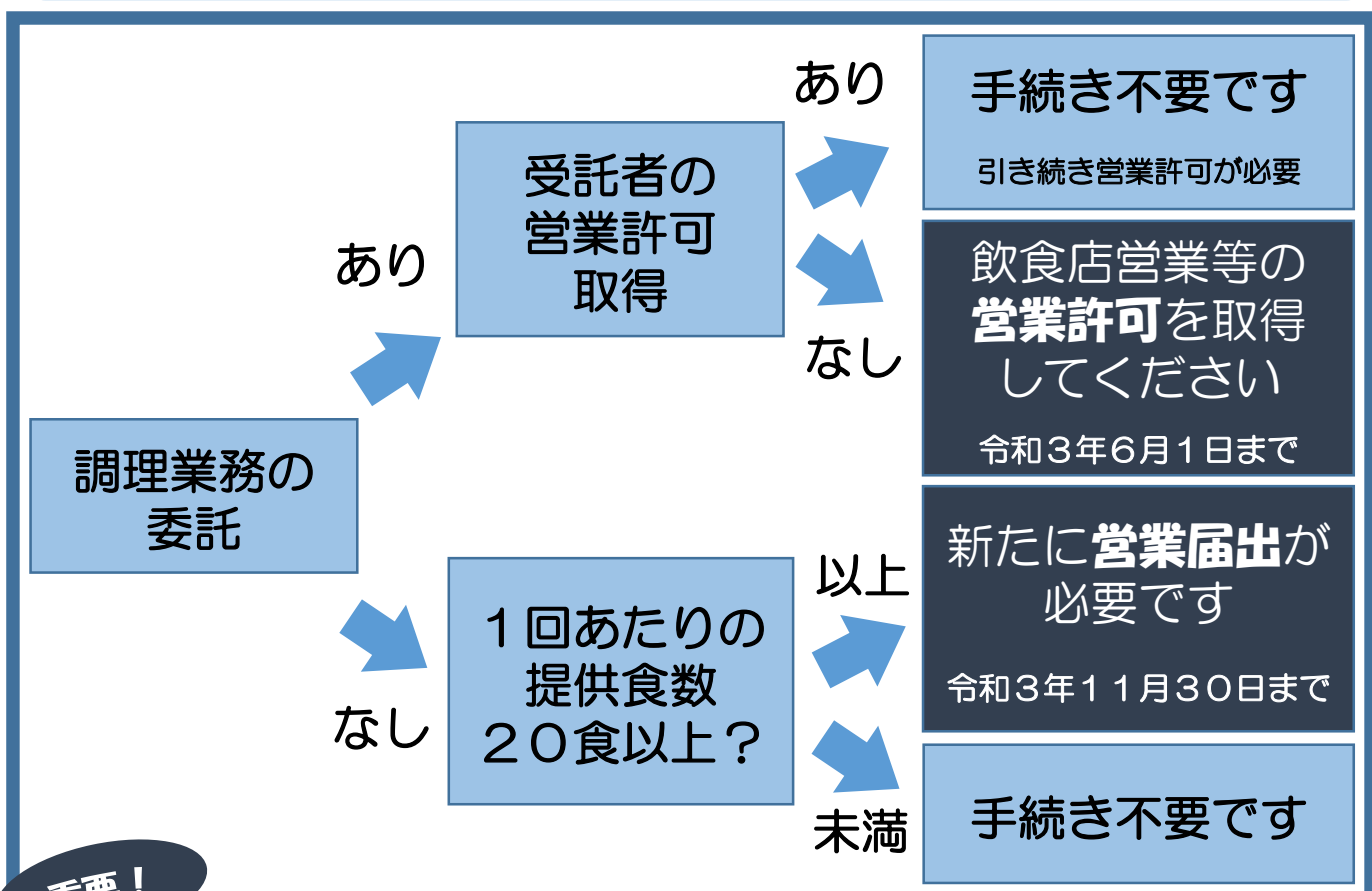 調理業務の
委託
あり
受託者の
営業許可
取得
あり
手続き不要です
引き続き営業許可が必要
なし
飲食店営業等の
営業許可を取得
してください
令和３年６月１日まで
なし
１回あたりの
提供食数
２０食以上？
以上
新たに営業届出が
必要です
令和３年１１月３０日まで
未満
手続き不要です
重要！